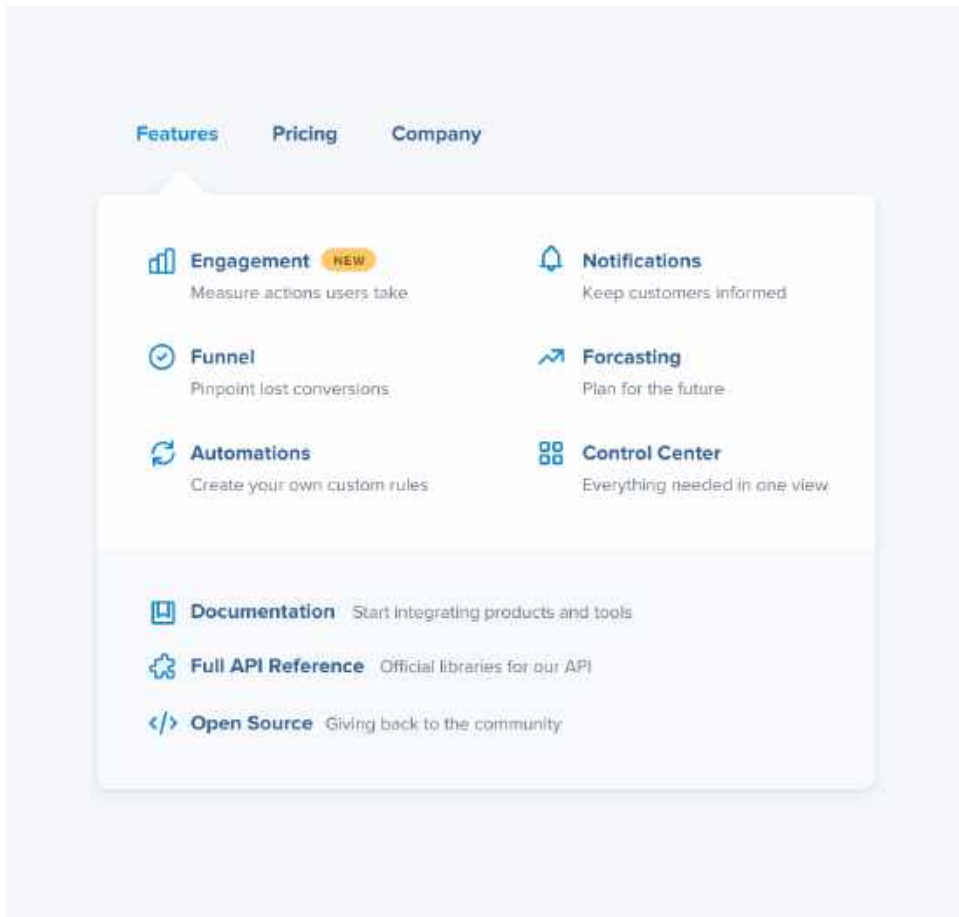 Features Pricing Company
Engagement NEW
Measure actions users take
Notifications
Keep customers informed
Funnel
Pinpoint lost conversions
Forcasting
Plan for the future
Automations
Create your own custom rules
Control Center
Everything needed in one view
Documentation Start integrating products and tools
Full API Reference Official libraries for our API
Open Source Giving back to the community